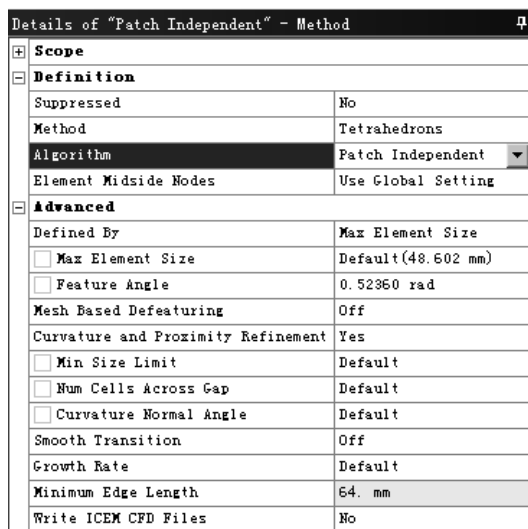 Details of "Patch Independent" - Method
Scope
Definition
Suppressed No
Method Tetrahedrons
Algorithm Patch Independent
Element Midside Nodes Use Global Setting
Advanced
Defined By Max Element Size
Max Element Size Default(48.602 mm)
Feature Angle 0.52360 rad
Mesh Based Defeaturing Off
Curvature and Proximity Refinement Yes
Min Size Limit Default
Num Cells Across Gap Default
Curvature Normal Angle Default
Smooth Transition Off
Growth Rate Default
Minimum Edge Length 64. mm
Write ICEM CFD Files No